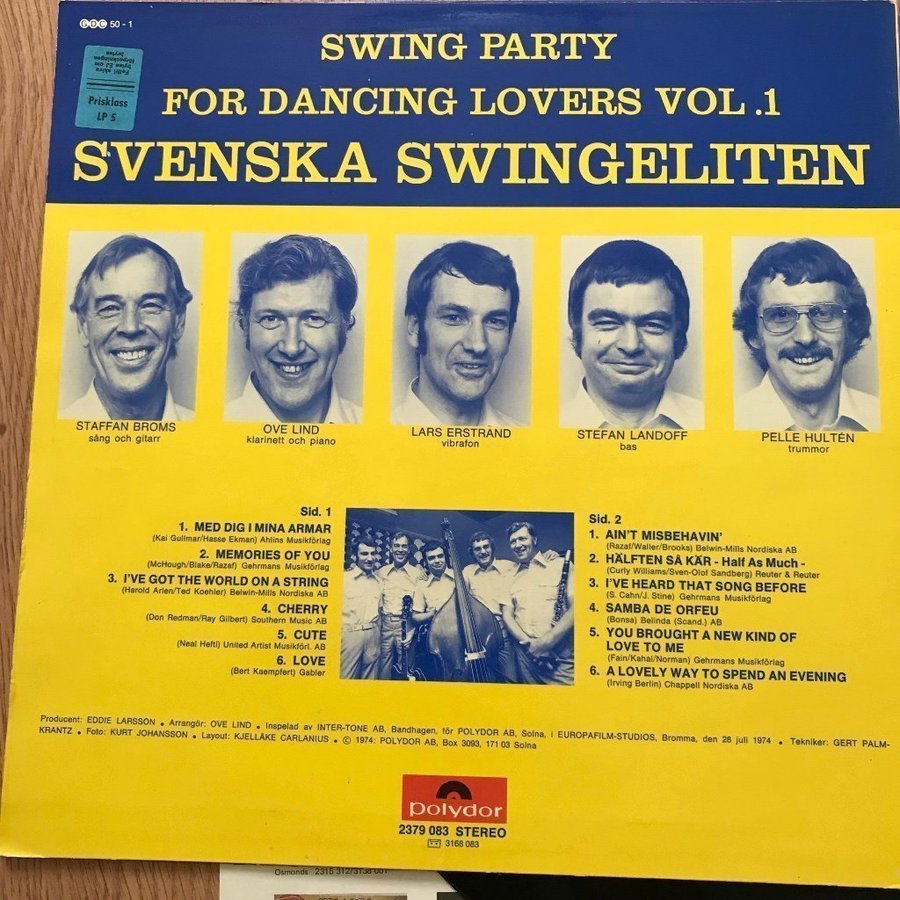 GDC 50 - 1
Prisklass
LP 5
SWING PARTY
FOR DANCING LOVERS VOL .1
SVENSKA SWINGELITEN
STAFFAN BROMS
sång och gitarr
OVE LIND
klarinett och piano
LARS ERSTRAND
vibrafon
STEFAN LANDOFF
bas
PELLE HULTÉN
trummor
Sid. 1
1. MED DIG I MINA ARMAR
(Kai Gullmar/Hasse Ekman) Ahlins Musikförlag
2. MEMORIES OF YOU
(McHough/Blake/Razaf) Gehrmans Musikförlag
3. I'VE GOT THE WORLD ON A STRING
(Harold Arlen/Ted Koehler) Belwin-Mills Nordiska AB
4. CHERRY
(Don Redman/Ray Gilbert) Southern Music AB
5. CUTE
(Neal Hefti) United Artist Musikförl. AB
6. LOVE
(Bert Kaempfert) Gabler
Sid. 2
1. AIN'T MISBEHAVIN'
(Razaf/Waller/Brooks) Belwin-Mills Nordiska AB
2. HÄLFTEN SÅ KÄR - Half As Much -
(Curly Williams/Sven-Olof Sandberg) Reuter & Reuter
3. I'VE HEARD THAT SONG BEFORE
(S. Cahn/J. Stine) Gehrmans Musikförlag
4. SAMBA DE ORFEU
(Bonsa) Belinda (Scand.) AB
5. YOU BROUGHT A NEW KIND OF
LOVE TO ME
(Fain/Kahal/Norman) Gehrmans Musikförlag
6. A LOVELY WAY TO SPEND AN EVENING
(Irving Berlin) Chappell Nordiska AB
Producent: EDDIE LARSSON • Arrangör: OVE LIND • Inspelad av INTER-TONE AB, Bandhagen, för POLYDOR AB, Solna, i EUROPAFILM-STUDIOS, Bromma, den 28 juli 1974 • Tekniker: GERT PALM-
KRANTZ • Foto: KURT JOHANSSON • Layout: KJELLÅKE CARLANIUS • © 1974: POLYDOR AB, Box 3093, 171 03 Solna
polydor
2379 083 STEREO
3168 083
Osmonds 2315 312/3138 001